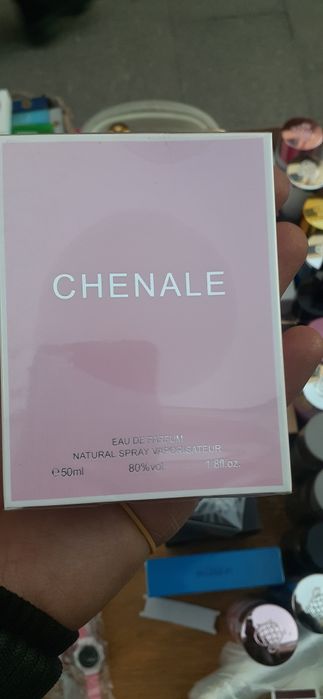 CHENALE
EAU DE PARFUM
NATURAL SPRAY VAPORISATEUR
℮50ml 80%vol 1.8fl.oz.